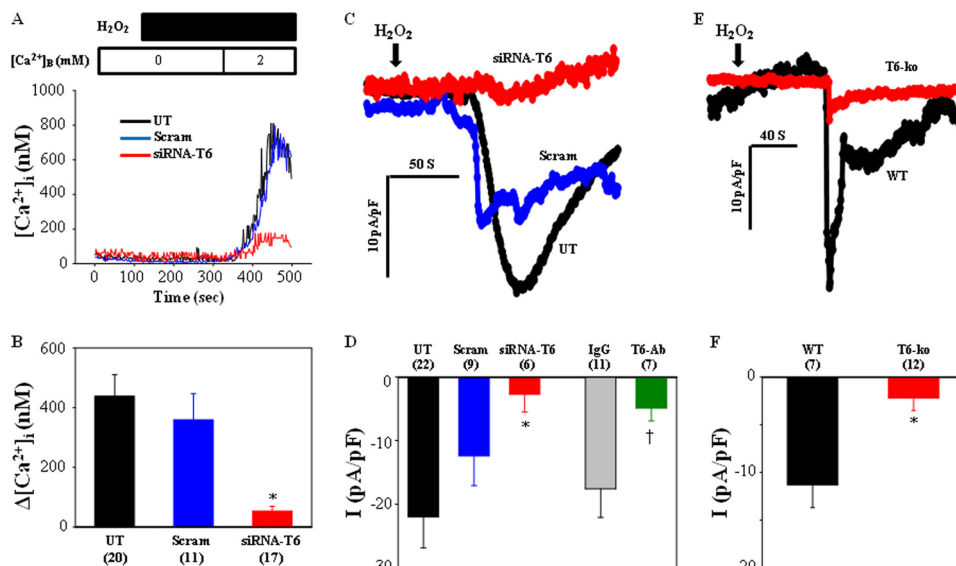 A
H₂O₂
[Ca²⁺]B (mM)
0
2
1000
800
600
400
200
0
[Ca²⁺]i (nM)
UT
Scram
siRNA-T6
0
100
200
300
400
500
Time (sec)
B
600
400
200
0
Δ[Ca²⁺]i (nM)
*
UT
(20)
Scram
(11)
siRNA-T6
(17)
C
H₂O₂
siRNA-T6
50 S
10pA/pF
Scram
UT
D
UT
(22)
Scram
(9)
siRNA-T6
(6)
IgG
(11)
T6-Ab
(7)
0
-10
-20
-30
I (pA/pF)
*
†
E
H₂O₂
T6-ko
40 S
10pA/pF
WT
F
WT
(7)
T6-ko
(12)
0
-10
-20
I (pA/pF)
*